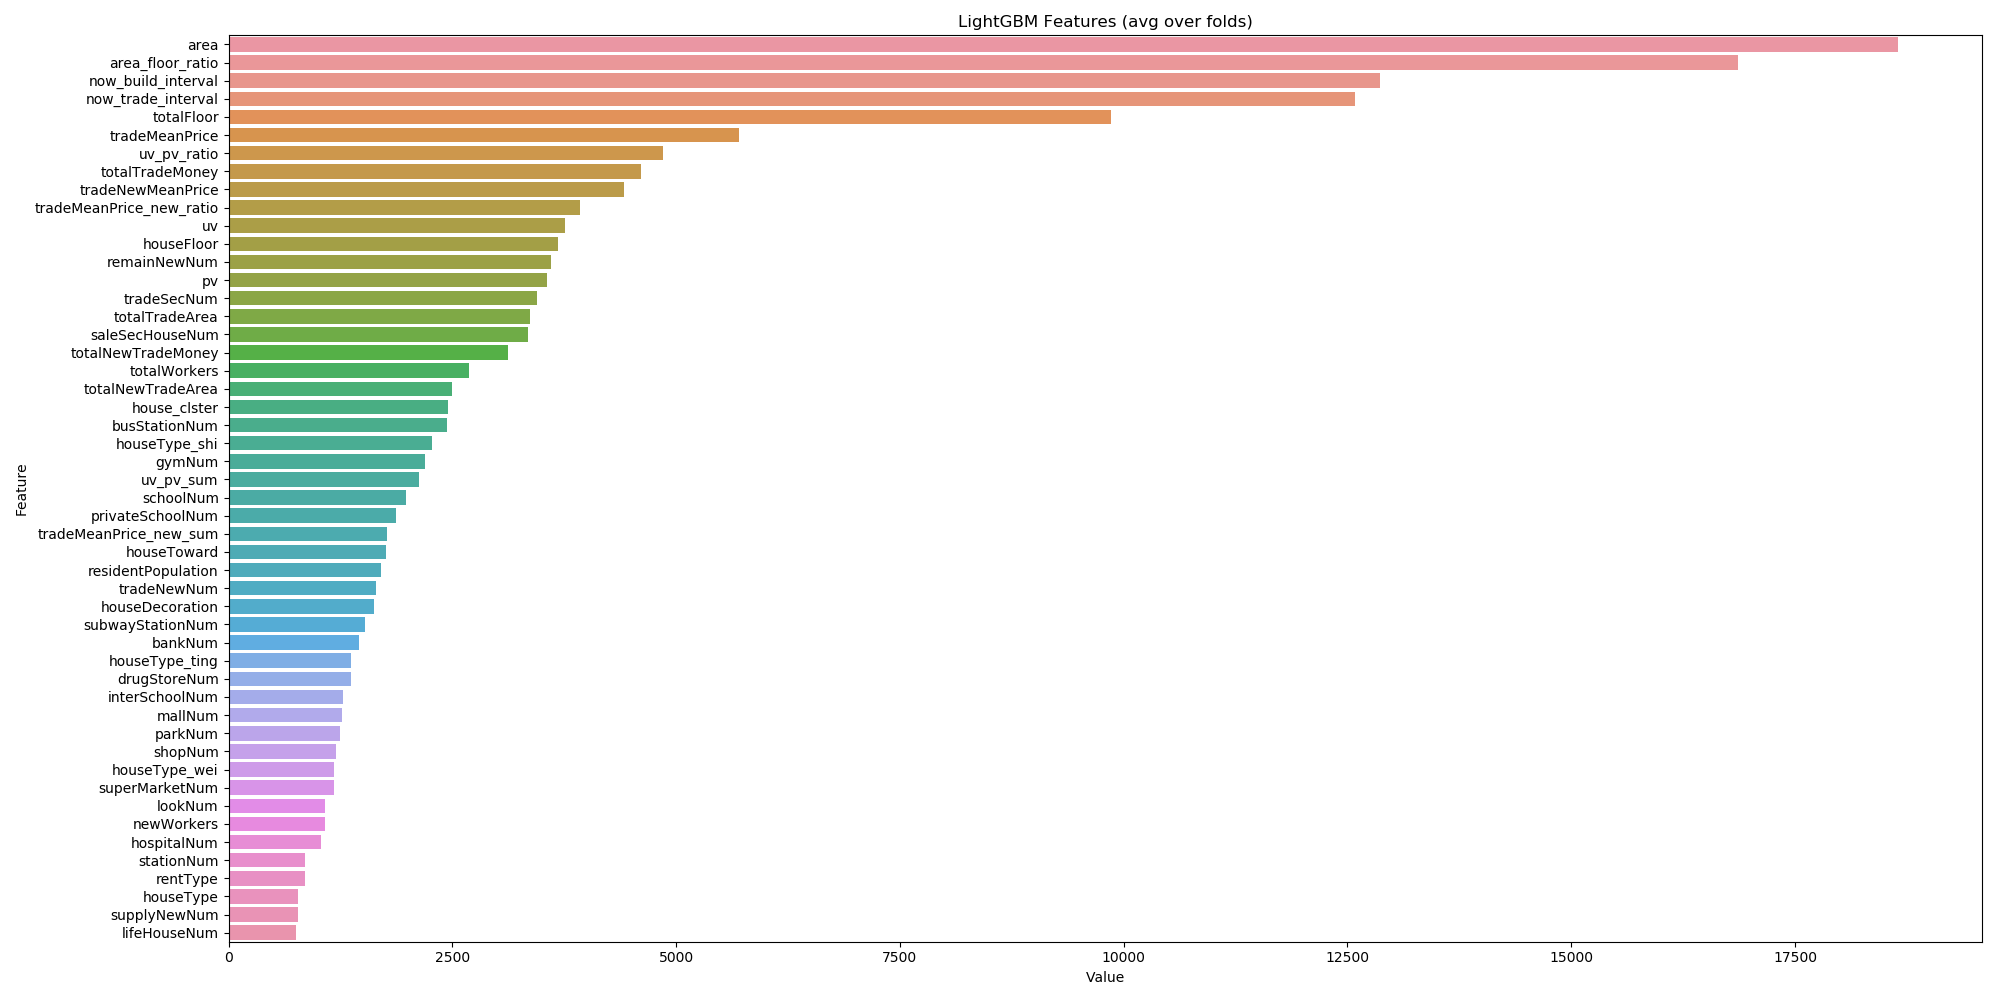 LightGBM Features (avg over folds)
area
area_floor_ratio
now_build_interval
now_trade_interval
totalFloor
tradeMeanPrice
uv_pv_ratio
totalTradeMoney
tradeNewMeanPrice
tradeMeanPrice_new_ratio
uv
houseFloor
remainNewNum
pv
tradeSecNum
totalTradeArea
saleSecHouseNum
totalNewTradeMoney
totalWorkers
totalNewTradeArea
house_clster
busStationNum
houseType_shi
gymNum
uv_pv_sum
schoolNum
privateSchoolNum
tradeMeanPrice_new_sum
houseToward
residentPopulation
tradeNewNum
houseDecoration
subwayStationNum
bankNum
houseType_ting
drugStoreNum
interSchoolNum
mallNum
parkNum
shopNum
houseType_wei
superMarketNum
lookNum
newWorkers
hospitalNum
stationNum
rentType
houseType
supplyNewNum
lifeHouseNum
Feature
0 2500 5000 7500 10000 12500 15000 17500
Value